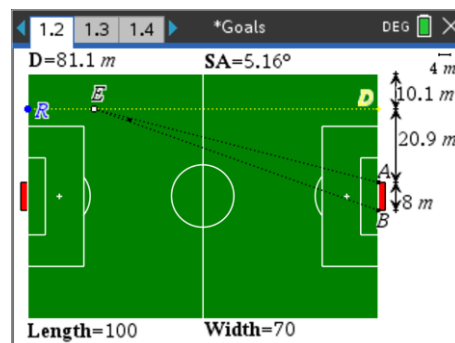 1.2 1.3 1.4 *Goals DEG
D=81.1 m SA=5.16°
4 m
10.1 m
E
R D
20.9 m
A
8 m
B
Length=100 Width=70